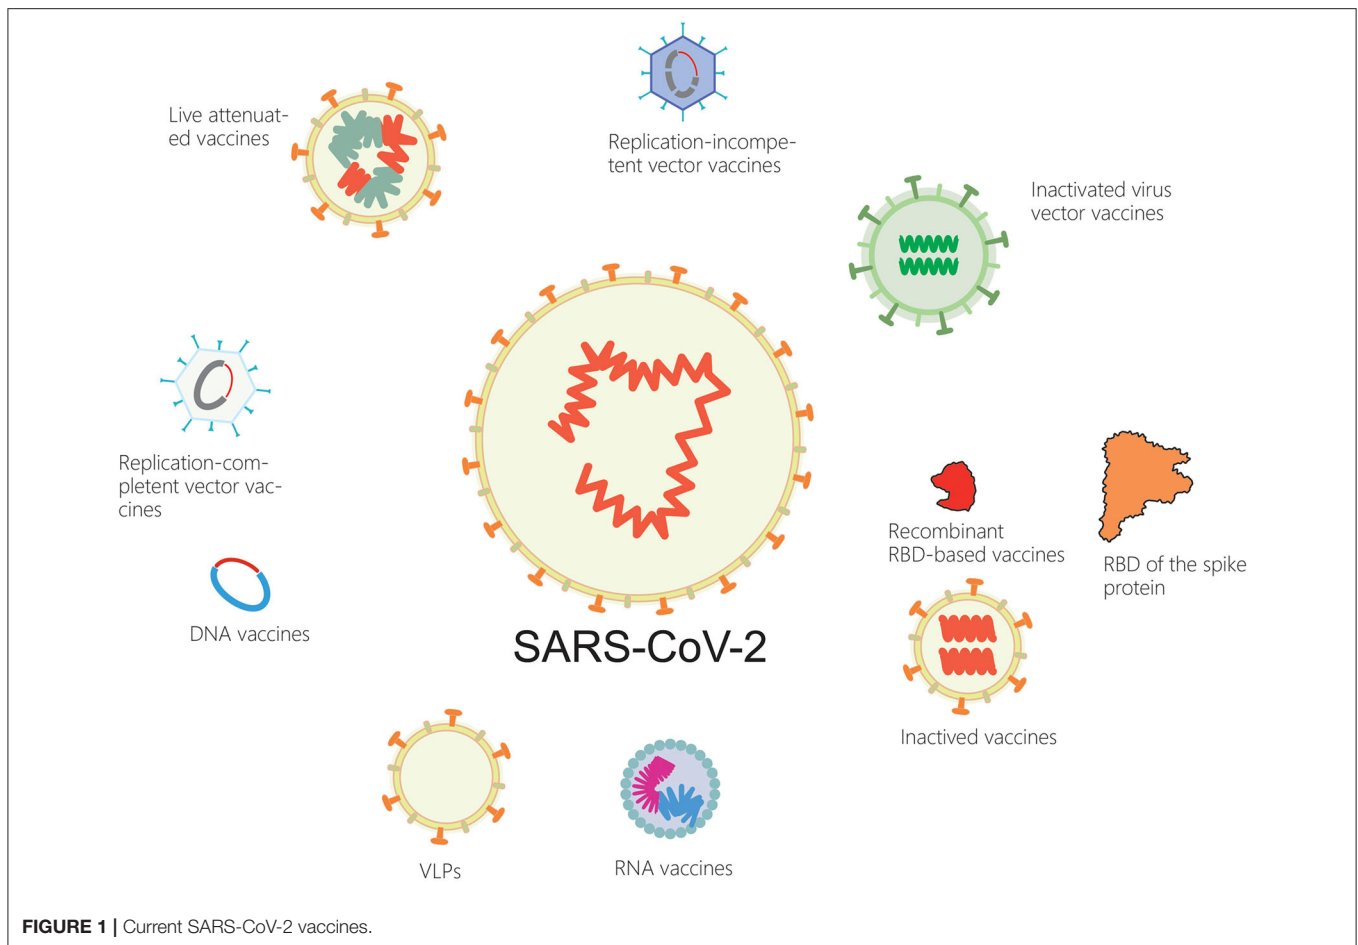 Live attenuat-
ed vaccines
Replication-incompe-
tent vector vaccines
Inactivated virus
vector vaccines
Replication-com-
pletent vector vac-
cines
Recombinant
RBD-based vaccines
RBD of the spike
protein
DNA vaccines
SARS-CoV-2
Inactived vaccines
VLPs
RNA vaccines
FIGURE 1 | Current SARS-CoV-2 vaccines.